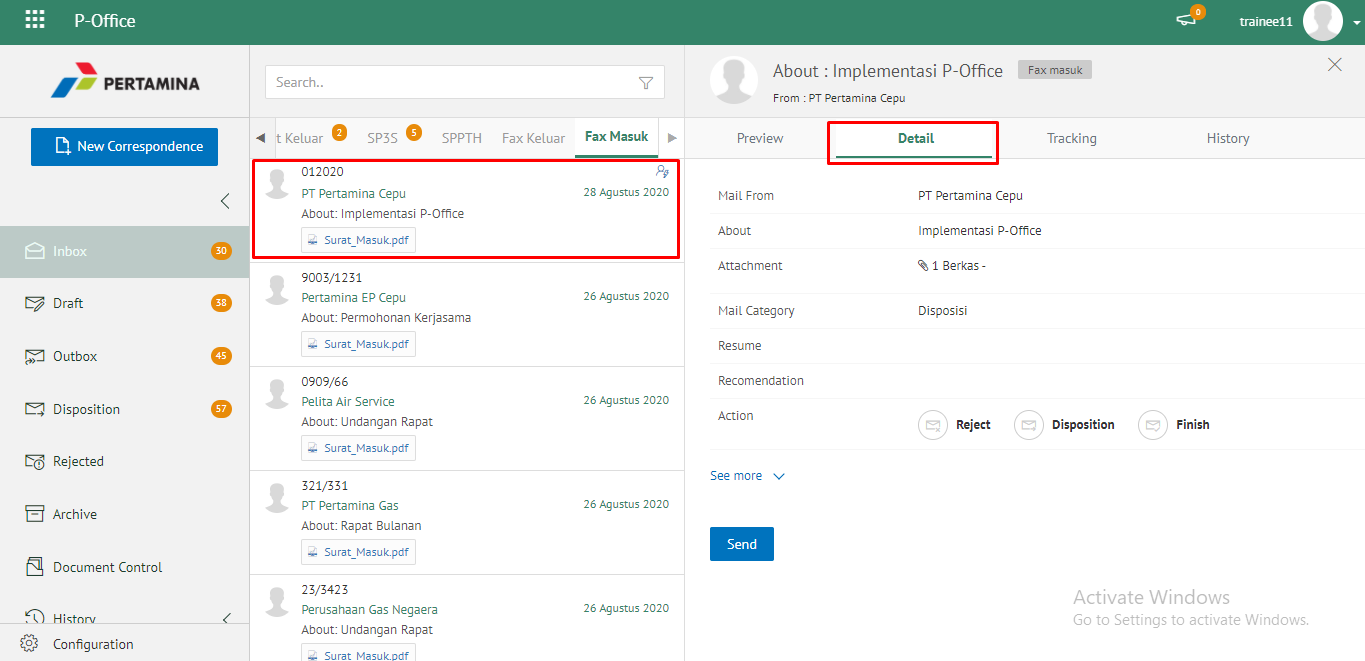 P-Office
0
trainee11
PERTAMINA
New Correspondence
Inbox 30
Draft 38
Outbox 45
Disposition 57
Rejected
Archive
Document Control
History
Configuration
Search..
t Keluar 2 SP3S 5 SPPTH Fax Keluar Fax Masuk
012020
PT Pertamina Cepu 28 Agustus 2020
About: Implementasi P-Office
Surat_Masuk.pdf
9003/1231
Pertamina EP Cepu 26 Agustus 2020
About: Permohonan Kerjasama
Surat_Masuk.pdf
0909/66
Pelita Air Service 26 Agustus 2020
About: Undangan Rapat
Surat_Masuk.pdf
321/331
PT Pertamina Gas 26 Agustus 2020
About: Rapat Bulanan
Surat_Masuk.pdf
23/3423
Perusahaan Gas Negaera 26 Agustus 2020
About: Undangan Rapat
Surat_Masuk.pdf
About : Implementasi P-Office Fax masuk
From : PT Pertamina Cepu
Preview Detail Tracking History
Mail From PT Pertamina Cepu
About Implementasi P-Office
Attachment 1 Berkas -
Mail Category Disposisi
Resume
Recomendation
Action Reject Disposition Finish
See more
Send
Activate Windows
Go to Settings to activate Windows.